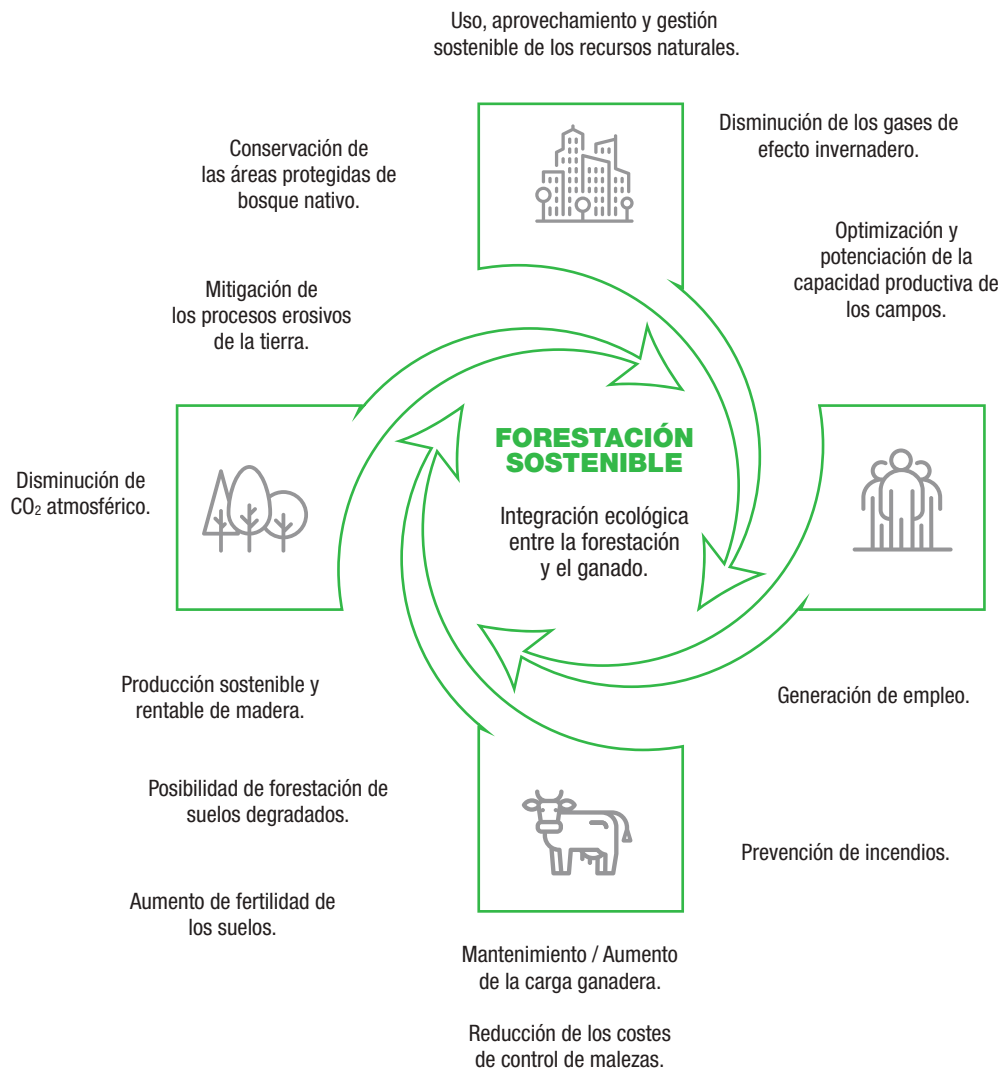 Uso, aprovechamiento y gestión
sostenible de los recursos naturales.
Disminución de los gases de
efecto invernadero.
Conservación de
las áreas protegidas de
bosque nativo.
Optimización y
potenciación de la
capacidad productiva de
los campos.
Mitigación de
los procesos erosivos
de la tierra.
FORESTACIÓN
SOSTENIBLE
Integración ecológica
entre la forestación
y el ganado.
Disminución de
CO₂ atmosférico.
Producción sostenible y
rentable de madera.
Generación de empleo.
Posibilidad de forestación de
suelos degradados.
Prevención de incendios.
Aumento de fertilidad de
los suelos.
Mantenimiento / Aumento
de la carga ganadera.
Reducción de los costes
de control de malezas.